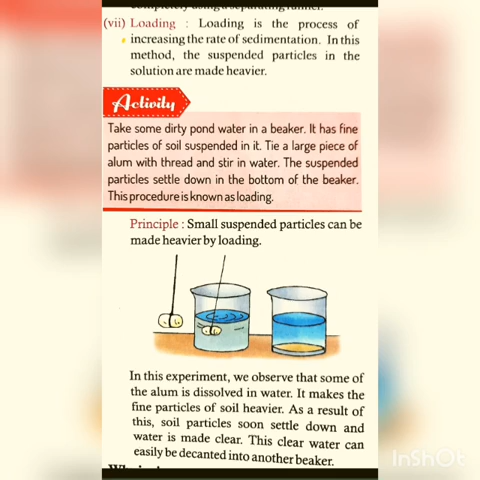 completely using a separating funnel.
(vii) Loading : Loading is the process of
increasing the rate of sedimentation. In this
method, the suspended particles in the
solution are made heavier.
Activity
Take some dirty pond water in a beaker. It has fine
particles of soil suspended in it. Tie a large piece of
alum with thread and stir in water. The suspended
particles settle down in the bottom of the beaker.
This procedure is known as loading.
Principle : Small suspended particles can be
made heavier by loading.
In this experiment, we observe that some of
the alum is dissolved in water. It makes the
fine particles of soil heavier. As a result of
this, soil particles soon settle down and
water is made clear. This clear water can
easily be decanted into another beaker.
InShOt